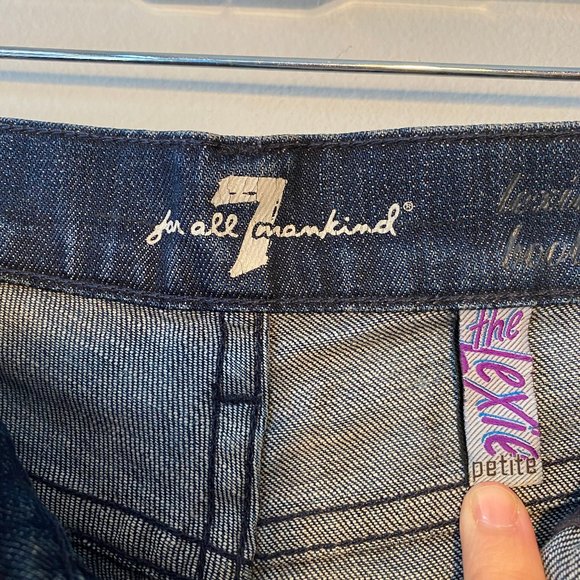 7
for all mankind®
the
Lexie
petite